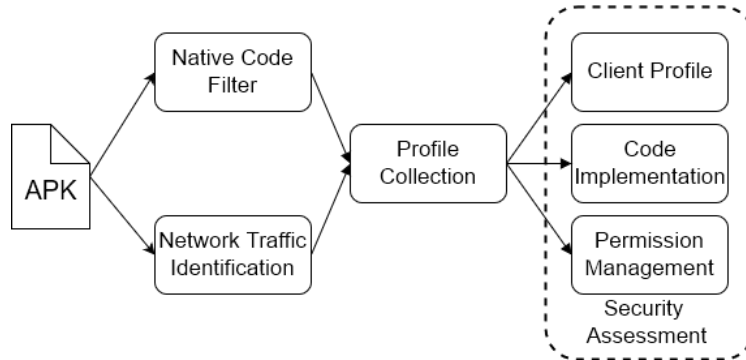 APK
Native Code
Filter
Network Traffic
Identification
Profile
Collection
Client Profile
Code
Implementation
Permission
Management
Security
Assessment